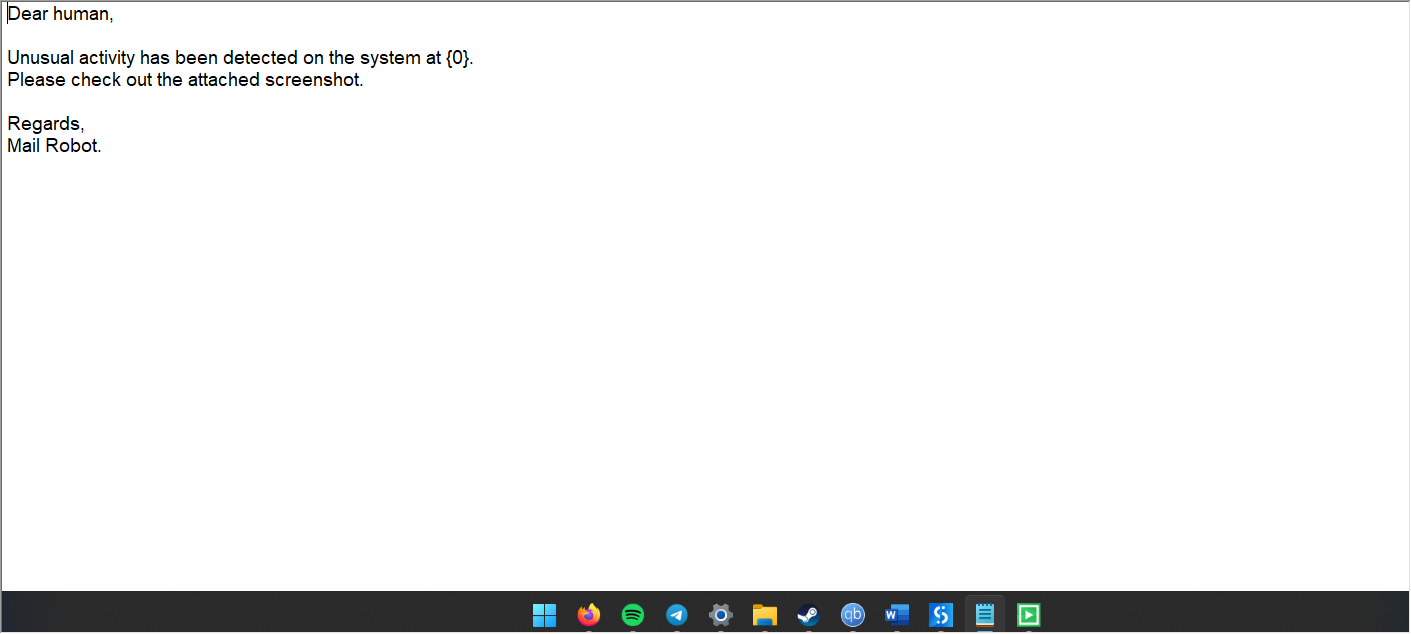 Dear human,
Unusual activity has been detected on the system at {0}.
Please check out the attached screenshot.
Regards,
Mail Robot.
qb
W
S